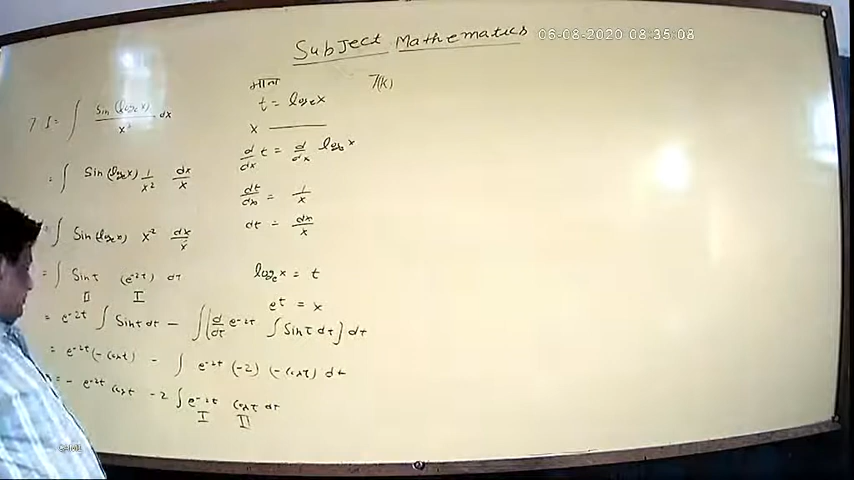 Subject Mathematics
06-08-2020 08:35:08
7 I = ∫ Sin (logₑx) / x³ dx
= ∫ Sin (logₑx) 1/x² dx/x
= ∫ Sin (logₑx) x⁻² dx/x
= ∫ Sin t (e⁻²ᵗ) dt
II I
= e⁻²ᵗ ∫ Sin t dt − ∫ [d/dt e⁻²ᵗ ∫ Sin t dt] dt
= e⁻²ᵗ (− cos t) − ∫ e⁻²ᵗ (−2) (− cos t) dt
= − e⁻²ᵗ cos t − 2 ∫ e⁻²ᵗ cos t dt
I II
माना
t = logₑx
x
d/dx t = d/dx logₑx
dt/dx = 1/x
dt = dx/x
logₑx = t
eᵗ = x
7(k)